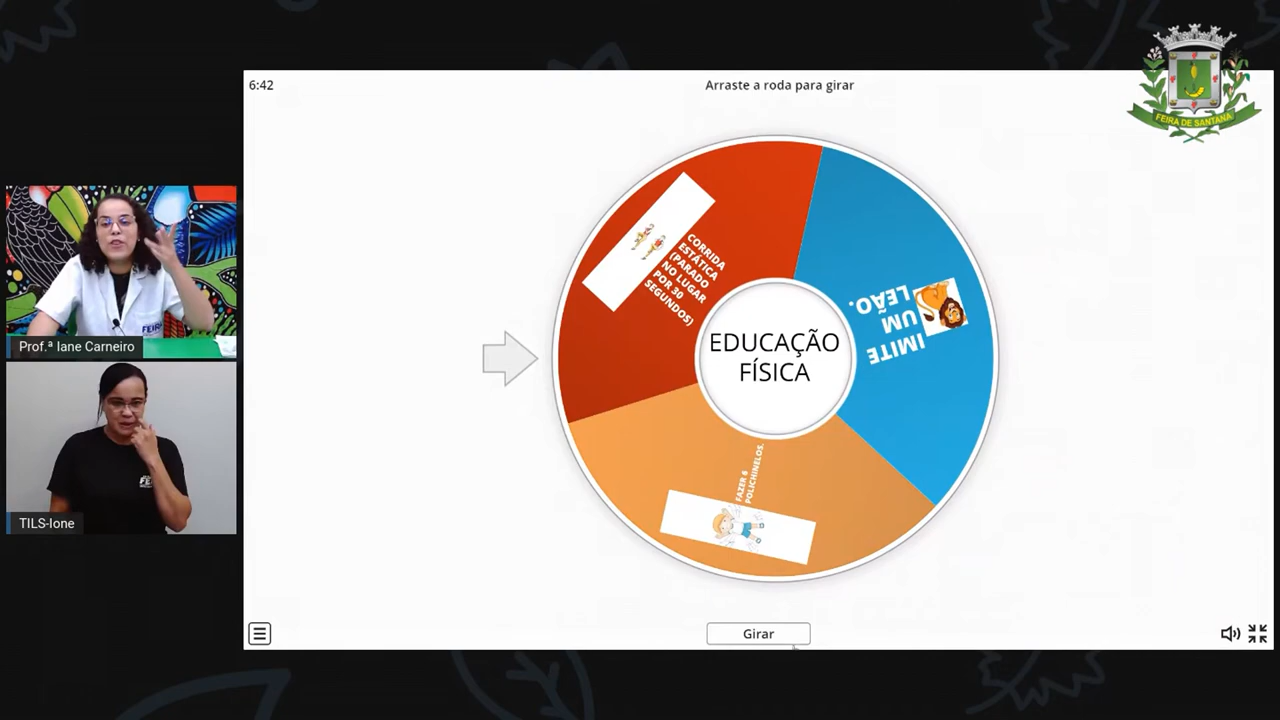 6:42
Arraste a roda para girar
FEIRA DE SANTANA
CORRIDA
ESTÁTICA
(PARADO
NO LUGAR
POR 30
SEGUNDOS)
IMITE
UM
LEÃO.
EDUCAÇÃO
FÍSICA
FAZER 6
POLICHINELOS.
FEIRA
Prof.ª Iane Carneiro
TILS-Ione
Girar